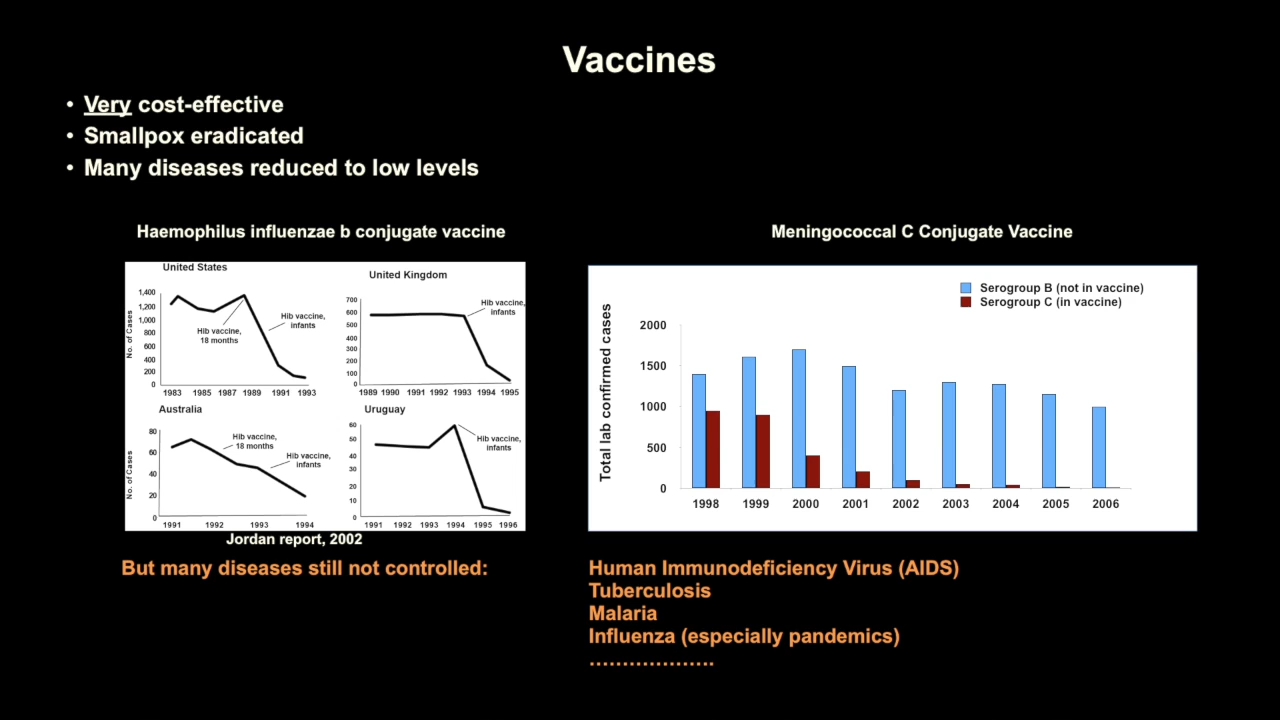 Vaccines
• Very cost-effective
• Smallpox eradicated
• Many diseases reduced to low levels
Haemophilus influenzae b conjugate vaccine
United States
No. of Cases
1,400
1,200
1,000
800
600
400
200
0
Hib vaccine,
18 months
Hib vaccine,
infants
1983 1985 1987 1989 1991 1993
United Kingdom
700
600
500
400
300
200
100
0
Hib vaccine,
infants
1989 1990 1991 1992 1993 1994 1995
Australia
No. of Cases
80
60
40
20
0
Hib vaccine,
18 months
Hib vaccine,
infants
1991 1992 1993 1994
Uruguay
60
50
40
30
20
10
0
Hib vaccine,
infants
1991 1992 1993 1994 1995 1996
Jordan report, 2002
Meningococcal C Conjugate Vaccine
Serogroup B (not in vaccine)
Serogroup C (in vaccine)
Total lab confirmed cases
2000
1500
1000
500
0
1998 1999 2000 2001 2002 2003 2004 2005 2006
But many diseases still not controlled:
Human Immunodeficiency Virus (AIDS)
Tuberculosis
Malaria
Influenza (especially pandemics)
...................